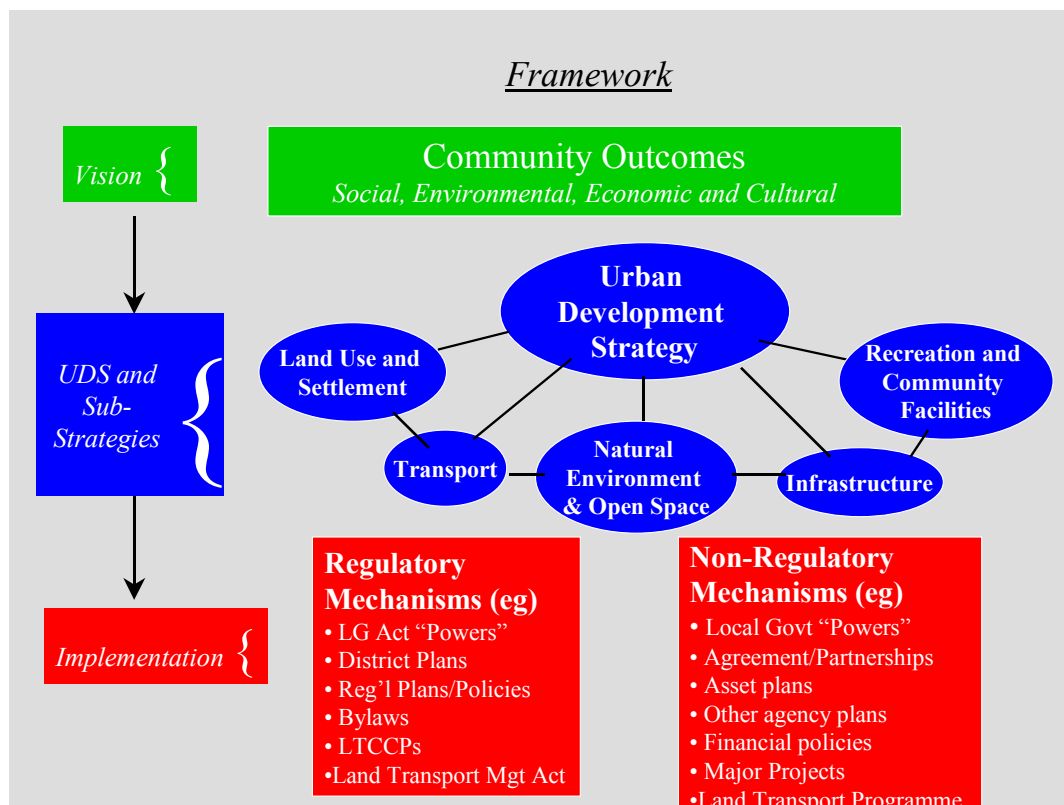 Framework
Vision {
Community Outcomes
Social, Environmental, Economic and Cultural
UDS and
Sub-
Strategies {
Urban
Development
Strategy
Land Use and
Settlement
Recreation and
Community
Facilities
Transport
Natural
Environment
& Open Space
Infrastructure
Implementation {
Regulatory
Mechanisms (eg)
• LG Act “Powers”
• District Plans
• Reg’l Plans/Policies
• Bylaws
• LTCCPs
•Land Transport Mgt Act
Non-Regulatory
Mechanisms (eg)
• Local Govt “Powers”
• Agreement/Partnerships
• Asset plans
• Other agency plans
• Financial policies
• Major Projects
•Land Transport Programme